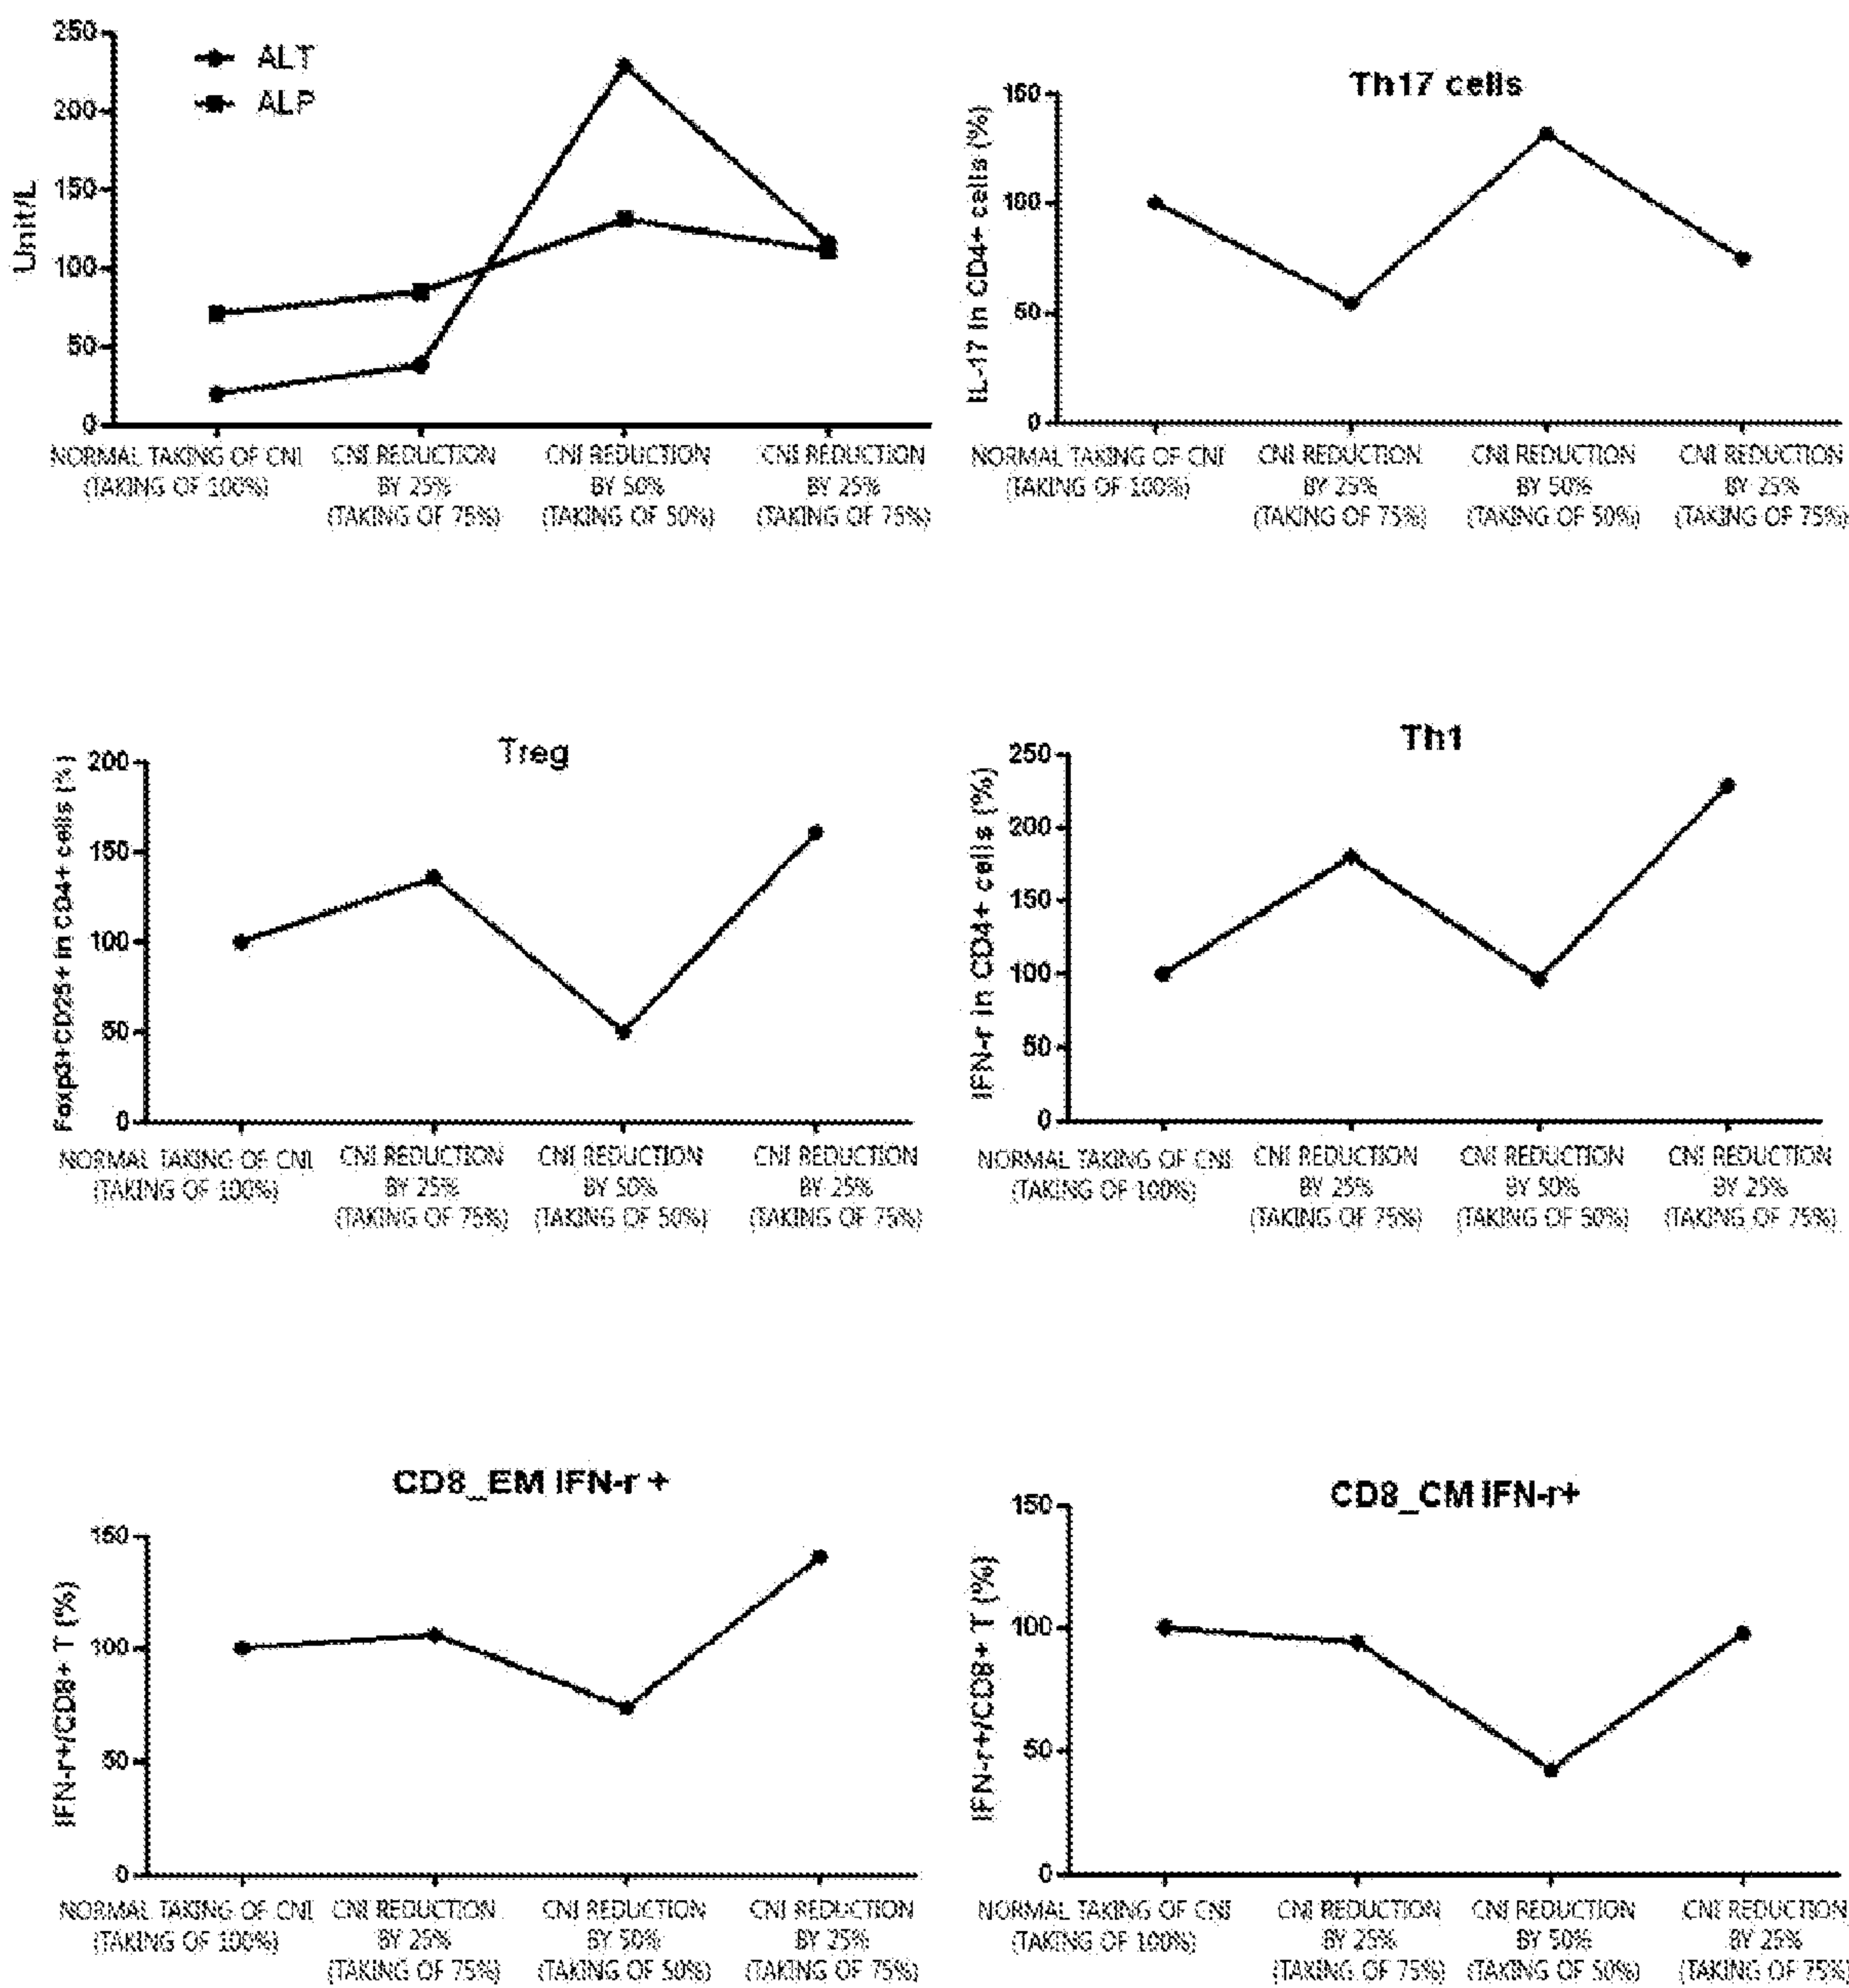 250
200
150
100
50
0
Unit/L
ALT
ALP
NORMAL TAKING OF CNI
(TAKING OF 100%)
CNI REDUCTION
BY 25%
(TAKING OF 75%)
CNI REDUCTION
BY 50%
(TAKING OF 50%)
CNI REDUCTION
BY 25%
(TAKING OF 75%)
Th17 cells
IL-17 in CD4+ cells (%)
150
100
50
0
NORMAL TAKING OF CNI
(TAKING OF 100%)
CNI REDUCTION
BY 25%
(TAKING OF 75%)
CNI REDUCTION
BY 50%
(TAKING OF 50%)
CNI REDUCTION
BY 25%
(TAKING OF 75%)
Treg
Foxp3+CD25+ in CD4+ cells (%)
200
150
100
50
0
NORMAL TAKING OF CNI
(TAKING OF 100%)
CNI REDUCTION
BY 25%
(TAKING OF 75%)
CNI REDUCTION
BY 50%
(TAKING OF 50%)
CNI REDUCTION
BY 25%
(TAKING OF 75%)
Th1
IFN-r in CD4+ cells (%)
250
200
150
100
50
0
NORMAL TAKING OF CNI
(TAKING OF 100%)
CNI REDUCTION
BY 25%
(TAKING OF 75%)
CNI REDUCTION
BY 50%
(TAKING OF 50%)
CNI REDUCTION
BY 25%
(TAKING OF 75%)
CD8_EM IFN-r +
IFN-r+/CD8+ T (%)
150
100
50
0
NORMAL TAKING OF CNI
(TAKING OF 100%)
CNI REDUCTION
BY 25%
(TAKING OF 75%)
CNI REDUCTION
BY 50%
(TAKING OF 50%)
CNI REDUCTION
BY 25%
(TAKING OF 75%)
CD8_CM IFN-r+
IFN-r+/CD8+ T (%)
150
100
50
0
NORMAL TAKING OF CNI
(TAKING OF 100%)
CNI REDUCTION
BY 25%
(TAKING OF 75%)
CNI REDUCTION
BY 50%
(TAKING OF 50%)
CNI REDUCTION
BY 25%
(TAKING OF 75%)